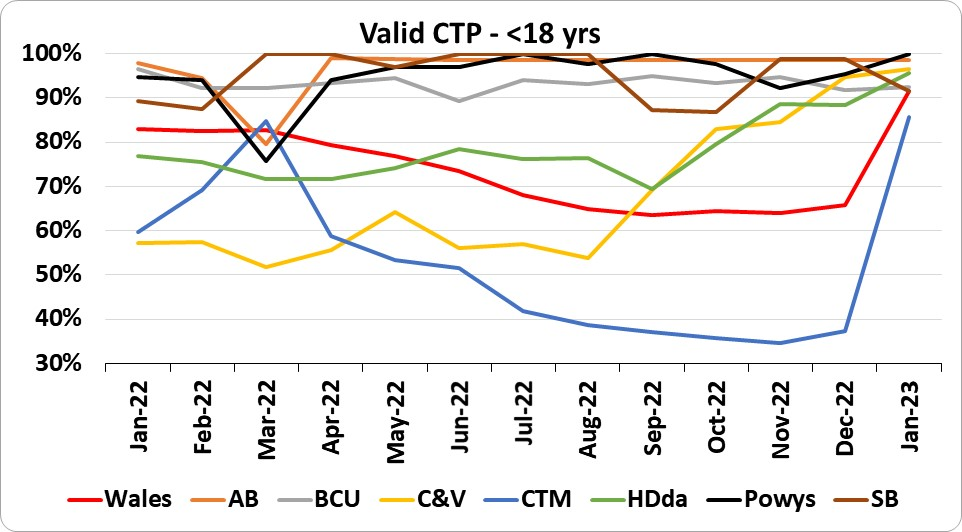 Valid CTP - <18 yrs
100%
90%
80%
70%
60%
50%
40%
30%
Jan-22 Feb-22 Mar-22 Apr-22 May-22 Jun-22 Jul-22 Aug-22 Sep-22 Oct-22 Nov-22 Dec-22 Jan-23
Wales AB BCU C&V CTM HDda Powys SB